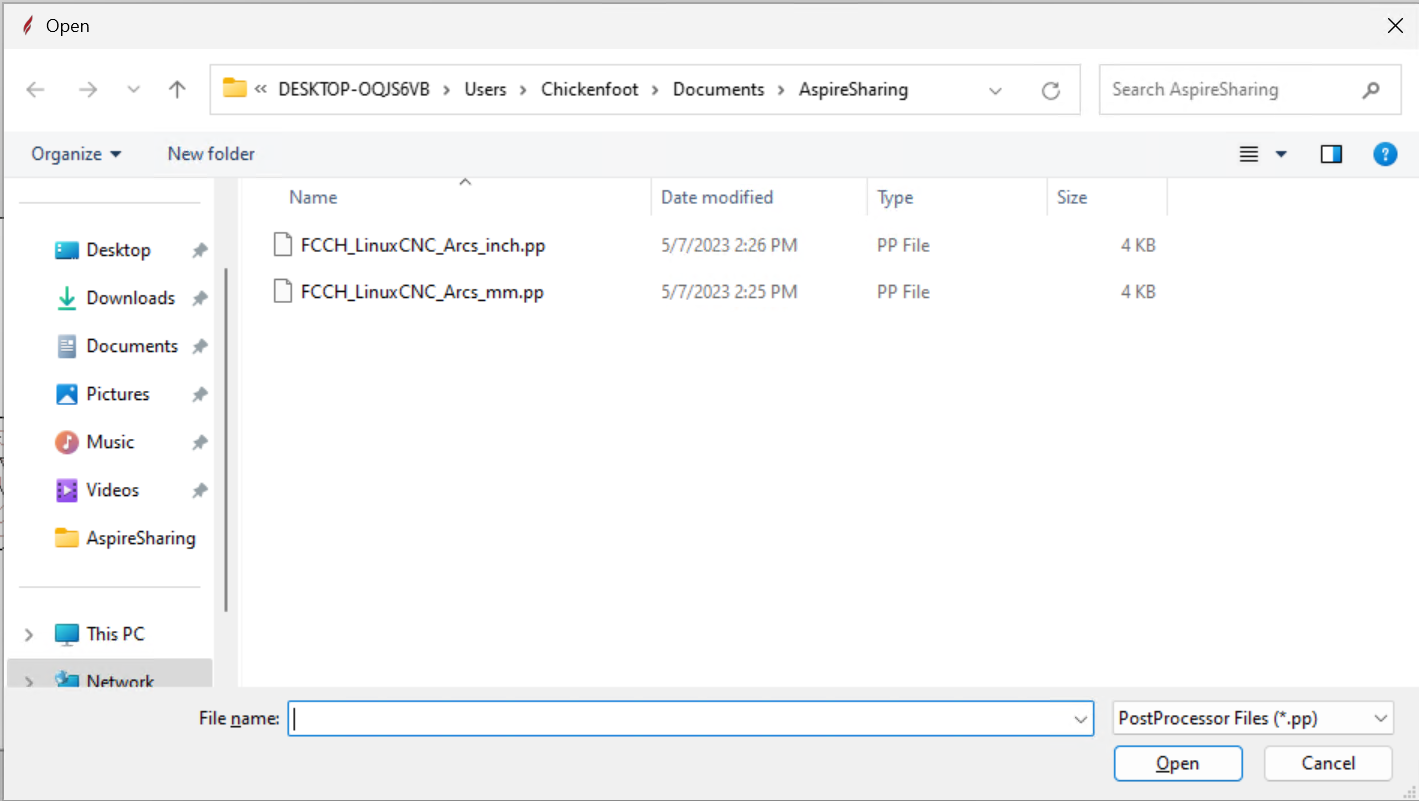 Open
« DESKTOP-OQJS6VB > Users > Chickenfoot > Documents > AspireSharing
Search AspireSharing
Organize
New folder
?
Name Date modified Type Size
FCCH_LinuxCNC_Arcs_inch.pp 5/7/2023 2:26 PM PP File 4 KB
FCCH_LinuxCNC_Arcs_mm.pp 5/7/2023 2:25 PM PP File 4 KB
Desktop
Downloads
Documents
Pictures
Music
Videos
AspireSharing
This PC
Network
File name:
PostProcessor Files (*.pp)
Open
Cancel